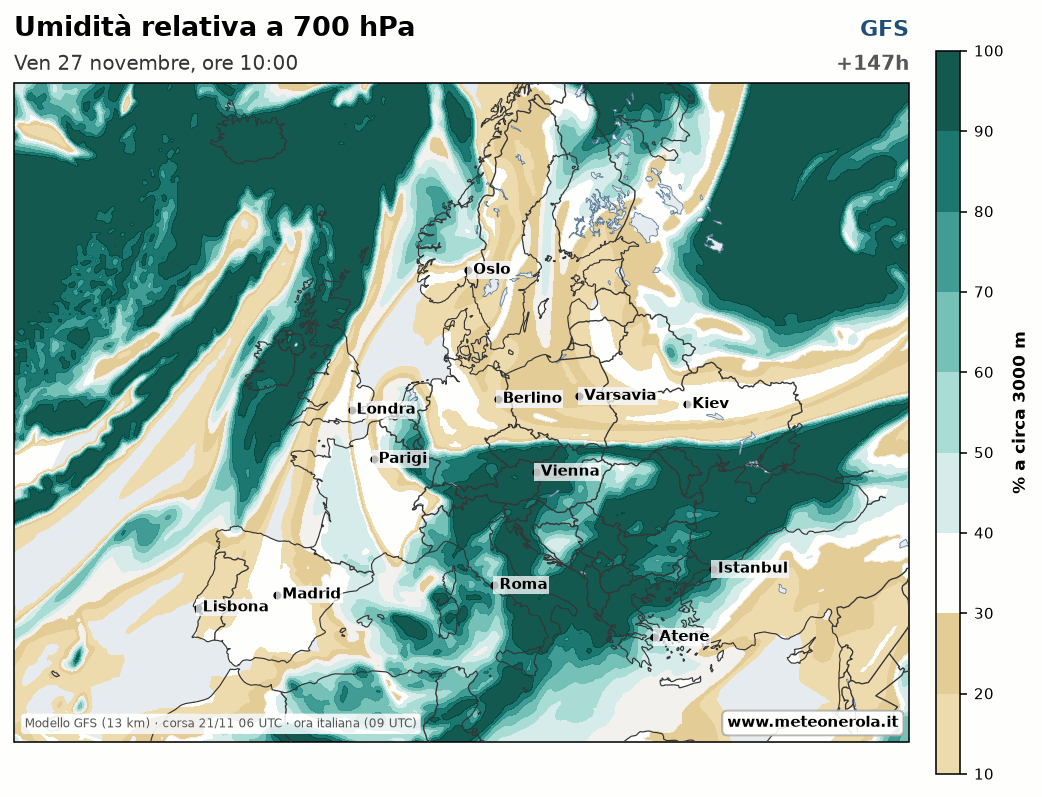 Umidità relativa a 700 hPa
GFS
Ven 27 novembre, ore 10:00
+147h
100
90
80
70
60
50
40
30
20
10
% a circa 3000 m
Oslo
Berlino
Varsavia
Kiev
Londra
Parigi
Vienna
Istanbul
Roma
Madrid
Lisbona
Atene
Modello GFS (13 km) · corsa 21/11 06 UTC · ora italiana (09 UTC)
www.meteonerola.it